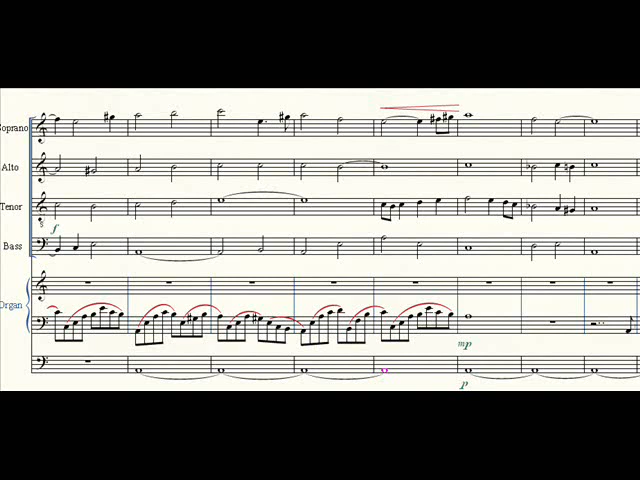 Soprano
Alto
Tenor
f
Bass
Organ
mp
p